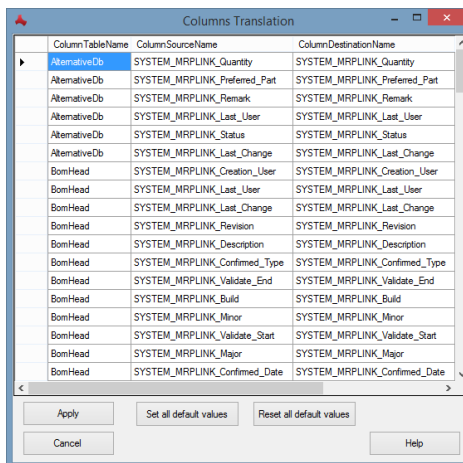 Columns Translation
ColumnTableName ColumnSourceName ColumnDestinationName
AlternativeDb SYSTEM_MRPLINK_Quantity SYSTEM_MRPLINK_Quantity
AlternativeDb SYSTEM_MRPLINK_Preferred_Part SYSTEM_MRPLINK_Preferred_Part
AlternativeDb SYSTEM_MRPLINK_Remark SYSTEM_MRPLINK_Remark
AlternativeDb SYSTEM_MRPLINK_Last_User SYSTEM_MRPLINK_Last_User
AlternativeDb SYSTEM_MRPLINK_Status SYSTEM_MRPLINK_Status
AlternativeDb SYSTEM_MRPLINK_Last_Change SYSTEM_MRPLINK_Last_Change
BomHead SYSTEM_MRPLINK_Creation_User SYSTEM_MRPLINK_Creation_User
BomHead SYSTEM_MRPLINK_Last_User SYSTEM_MRPLINK_Last_User
BomHead SYSTEM_MRPLINK_Last_Change SYSTEM_MRPLINK_Last_Change
BomHead SYSTEM_MRPLINK_Revision SYSTEM_MRPLINK_Revision
BomHead SYSTEM_MRPLINK_Description SYSTEM_MRPLINK_Description
BomHead SYSTEM_MRPLINK_Confirmed_Type SYSTEM_MRPLINK_Confirmed_Type
BomHead SYSTEM_MRPLINK_Validate_End SYSTEM_MRPLINK_Validate_End
BomHead SYSTEM_MRPLINK_Build SYSTEM_MRPLINK_Build
BomHead SYSTEM_MRPLINK_Minor SYSTEM_MRPLINK_Minor
BomHead SYSTEM_MRPLINK_Validate_Start SYSTEM_MRPLINK_Validate_Start
BomHead SYSTEM_MRPLINK_Major SYSTEM_MRPLINK_Major
BomHead SYSTEM_MRPLINK_Confirmed_Date SYSTEM_MRPLINK_Confirmed_Date
Apply Set all default values Reset all default values
Cancel Help